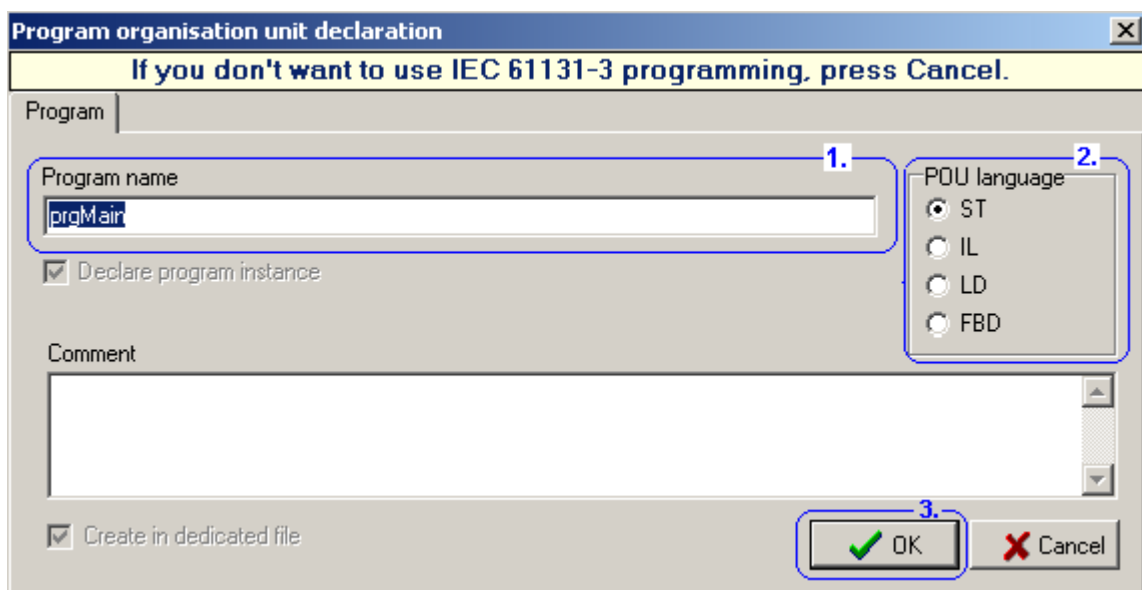 Program organisation unit declaration
If you don't want to use IEC 61131-3 programming, press Cancel.
Program
1.
Program name
prgMain
Declare program instance
2.
POU language
ST
IL
LD
FBD
Comment
Create in dedicated file
3.
OK
Cancel